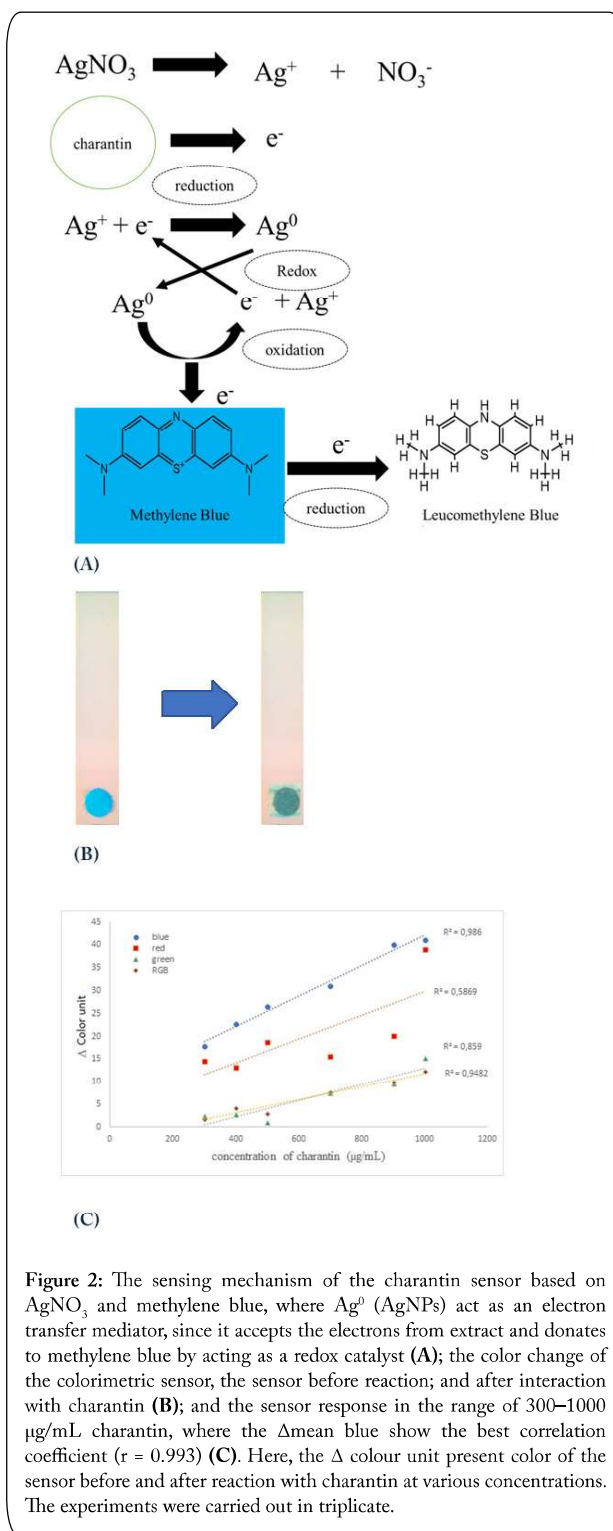 AgNO₃ Ag⁺ + NO₃⁻
charantin e⁻
reduction
Ag⁺ + e⁻ Ag⁰
Redox
Ag⁰ e⁻ + Ag⁺
oxidation
e⁻
N
N S⁺ N
Methylene Blue
e⁻
reduction
H H H
H N H
H N S N H
H H H H
H H H H
H H
Leucomethylene Blue
(A)
(B)
45
40
35
30
25
20
15
10
5
0
Δ Color unit
blue
red
green
RGB
R² = 0,986
R² = 0,5869
R² = 0,859
R² = 0,9482
0 200 400 600 800 1000 1200
concentration of charantin (µg/mL)
(C)
Figure 2: The sensing mechanism of the charantin sensor based on
AgNO₃ and methylene blue, where Ag⁰ (AgNPs) act as an electron
transfer mediator, since it accepts the electrons from extract and donates
to methylene blue by acting as a redox catalyst (A); the color change of
the colorimetric sensor, the sensor before reaction; and after interaction
with charantin (B); and the sensor response in the range of 300–1000
µg/mL charantin, where the Δmean blue show the best correlation
coefficient (r = 0.993) (C). Here, the Δ colour unit present color of the
sensor before and after reaction with charantin at various concentrations.
The experiments were carried out in triplicate.